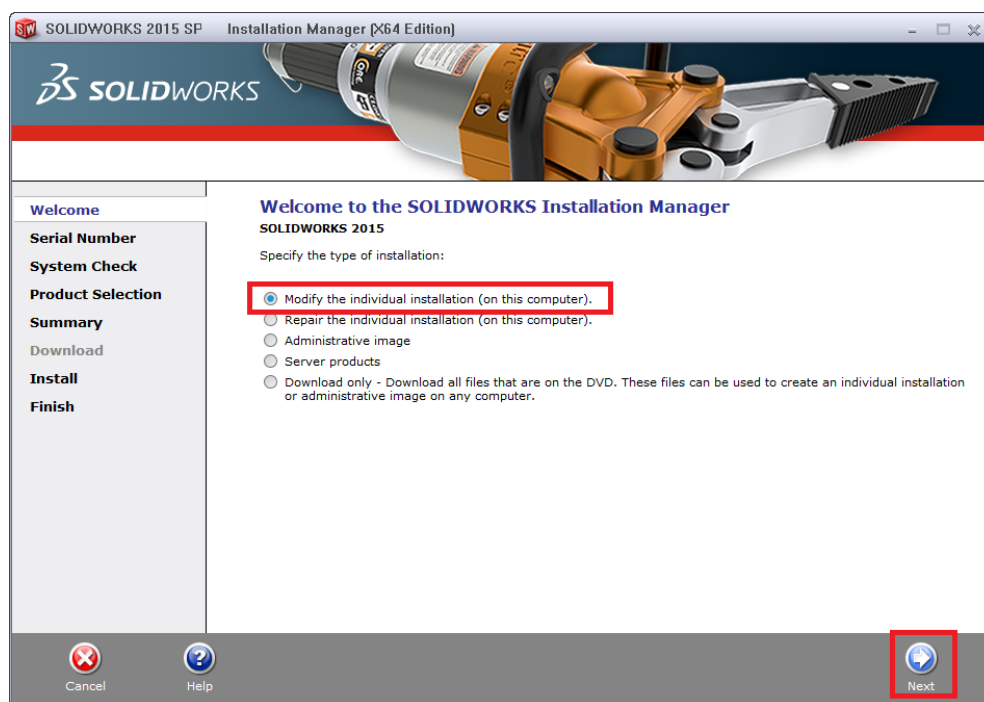 SOLIDWORKS 2015 SP Installation Manager (X64 Edition)
SOLIDWORKS
Welcome
Serial Number
System Check
Product Selection
Summary
Download
Install
Finish
Welcome to the SOLIDWORKS Installation Manager
SOLIDWORKS 2015
Specify the type of installation:
Modify the individual installation (on this computer).
Repair the individual installation (on this computer).
Administrative image
Server products
Download only - Download all files that are on the DVD. These files can be used to create an individual installation
or administrative image on any computer.
Cancel
Help
Next